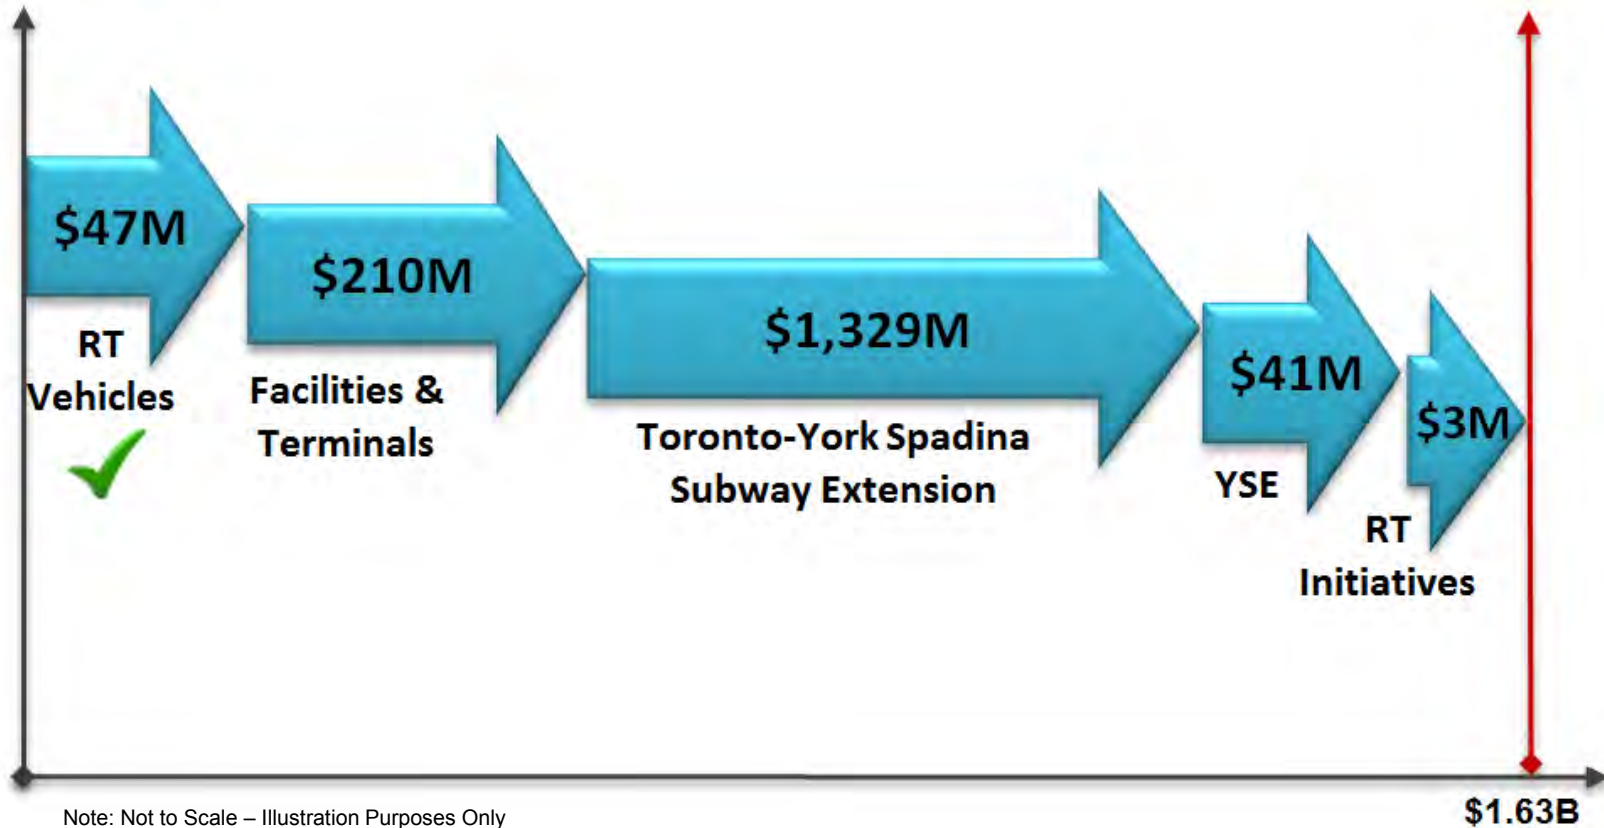 $47M
RT
Vehicles
$210M
Facilities &
Terminals
$1,329M
Toronto-York Spadina
Subway Extension
$41M
YSE
$3M
RT
Initiatives
$1.63B
Note: Not to Scale – Illustration Purposes Only